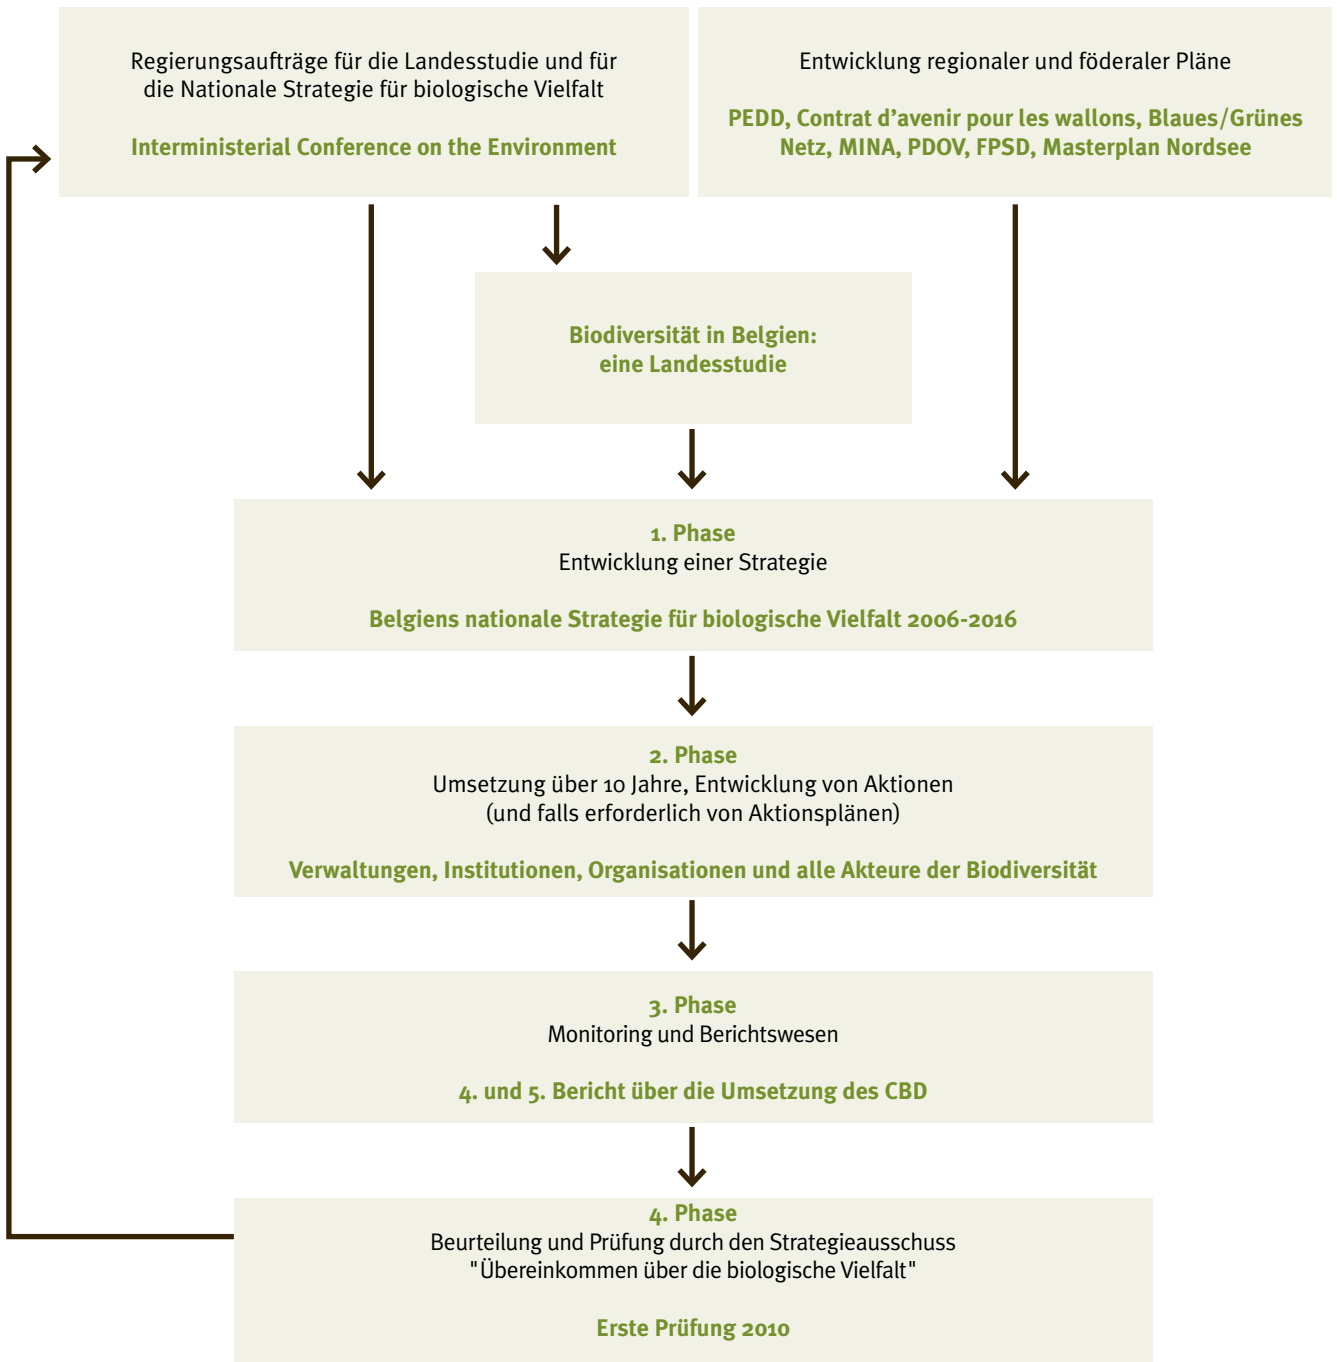 Regierungsaufträge für die Landesstudie und für
die Nationale Strategie für biologische Vielfalt
Interministerial Conference on the Environment
Entwicklung regionaler und föderaler Pläne
PEDD, Contrat d'avenir pour les wallons, Blaues/Grünes
Netz, MINA, PDOV, FPSD, Masterplan Nordsee
Biodiversität in Belgien:
eine Landesstudie
1. Phase
Entwicklung einer Strategie
Belgiens nationale Strategie für biologische Vielfalt 2006-2016
2. Phase
Umsetzung über 10 Jahre, Entwicklung von Aktionen
(und falls erforderlich von Aktionsplänen)
Verwaltungen, Institutionen, Organisationen und alle Akteure der Biodiversität
3. Phase
Monitoring und Berichtswesen
4. und 5. Bericht über die Umsetzung des CBD
4. Phase
Beurteilung und Prüfung durch den Strategieausschuss
"Übereinkommen über die biologische Vielfalt"
Erste Prüfung 2010